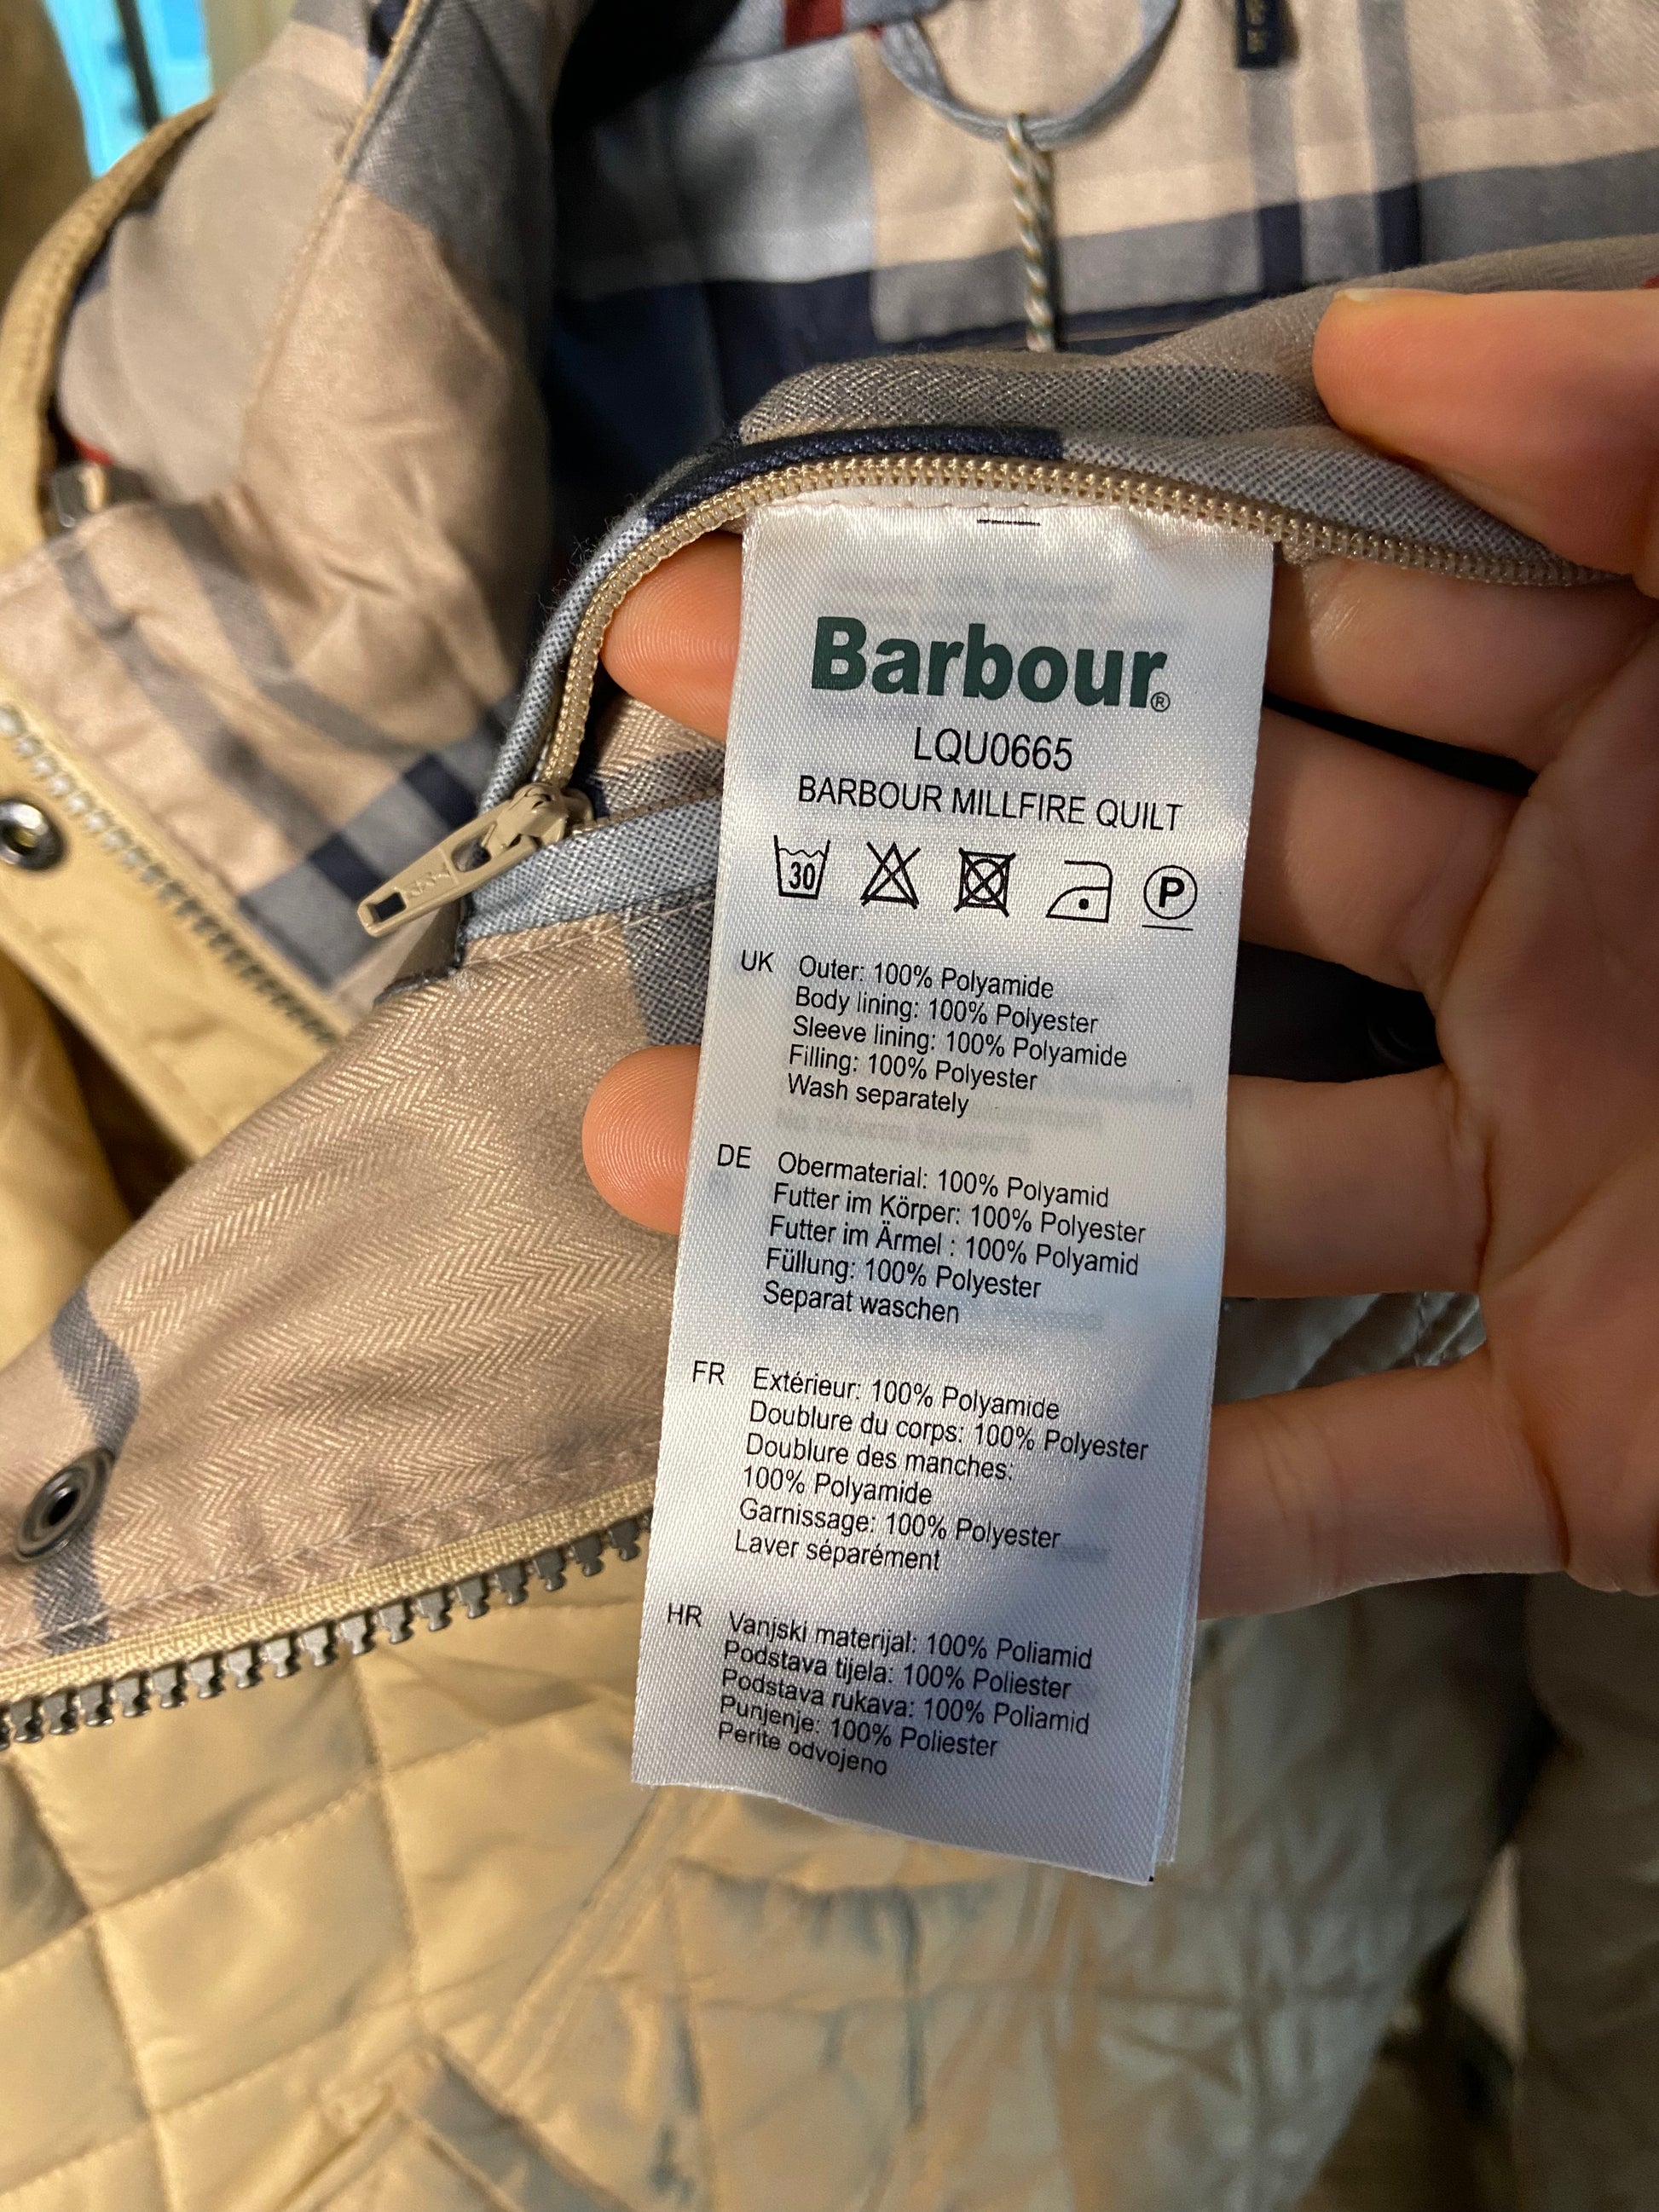 Barbour®
LQU0665
BARBOUR MILLFIRE QUILT
30
P
UK Outer: 100% Polyamide
Body lining: 100% Polyester
Sleeve lining: 100% Polyamide
Filling: 100% Polyester
Wash separately
DE Obermaterial: 100% Polyamid
Futter im Körper: 100% Polyester
Futter im Ärmel : 100% Polyamid
Füllung: 100% Polyester
Separat waschen
FR Extérieur: 100% Polyamide
Doublure du corps: 100% Polyester
Doublure des manches:
100% Polyamide
Garnissage: 100% Polyester
Laver séparément
HR Vanjski materijal: 100% Poliamid
Podstava tijela: 100% Poliester
Podstava rukava: 100% Poliamid
Punjenje: 100% Poliester
Perite odvojeno